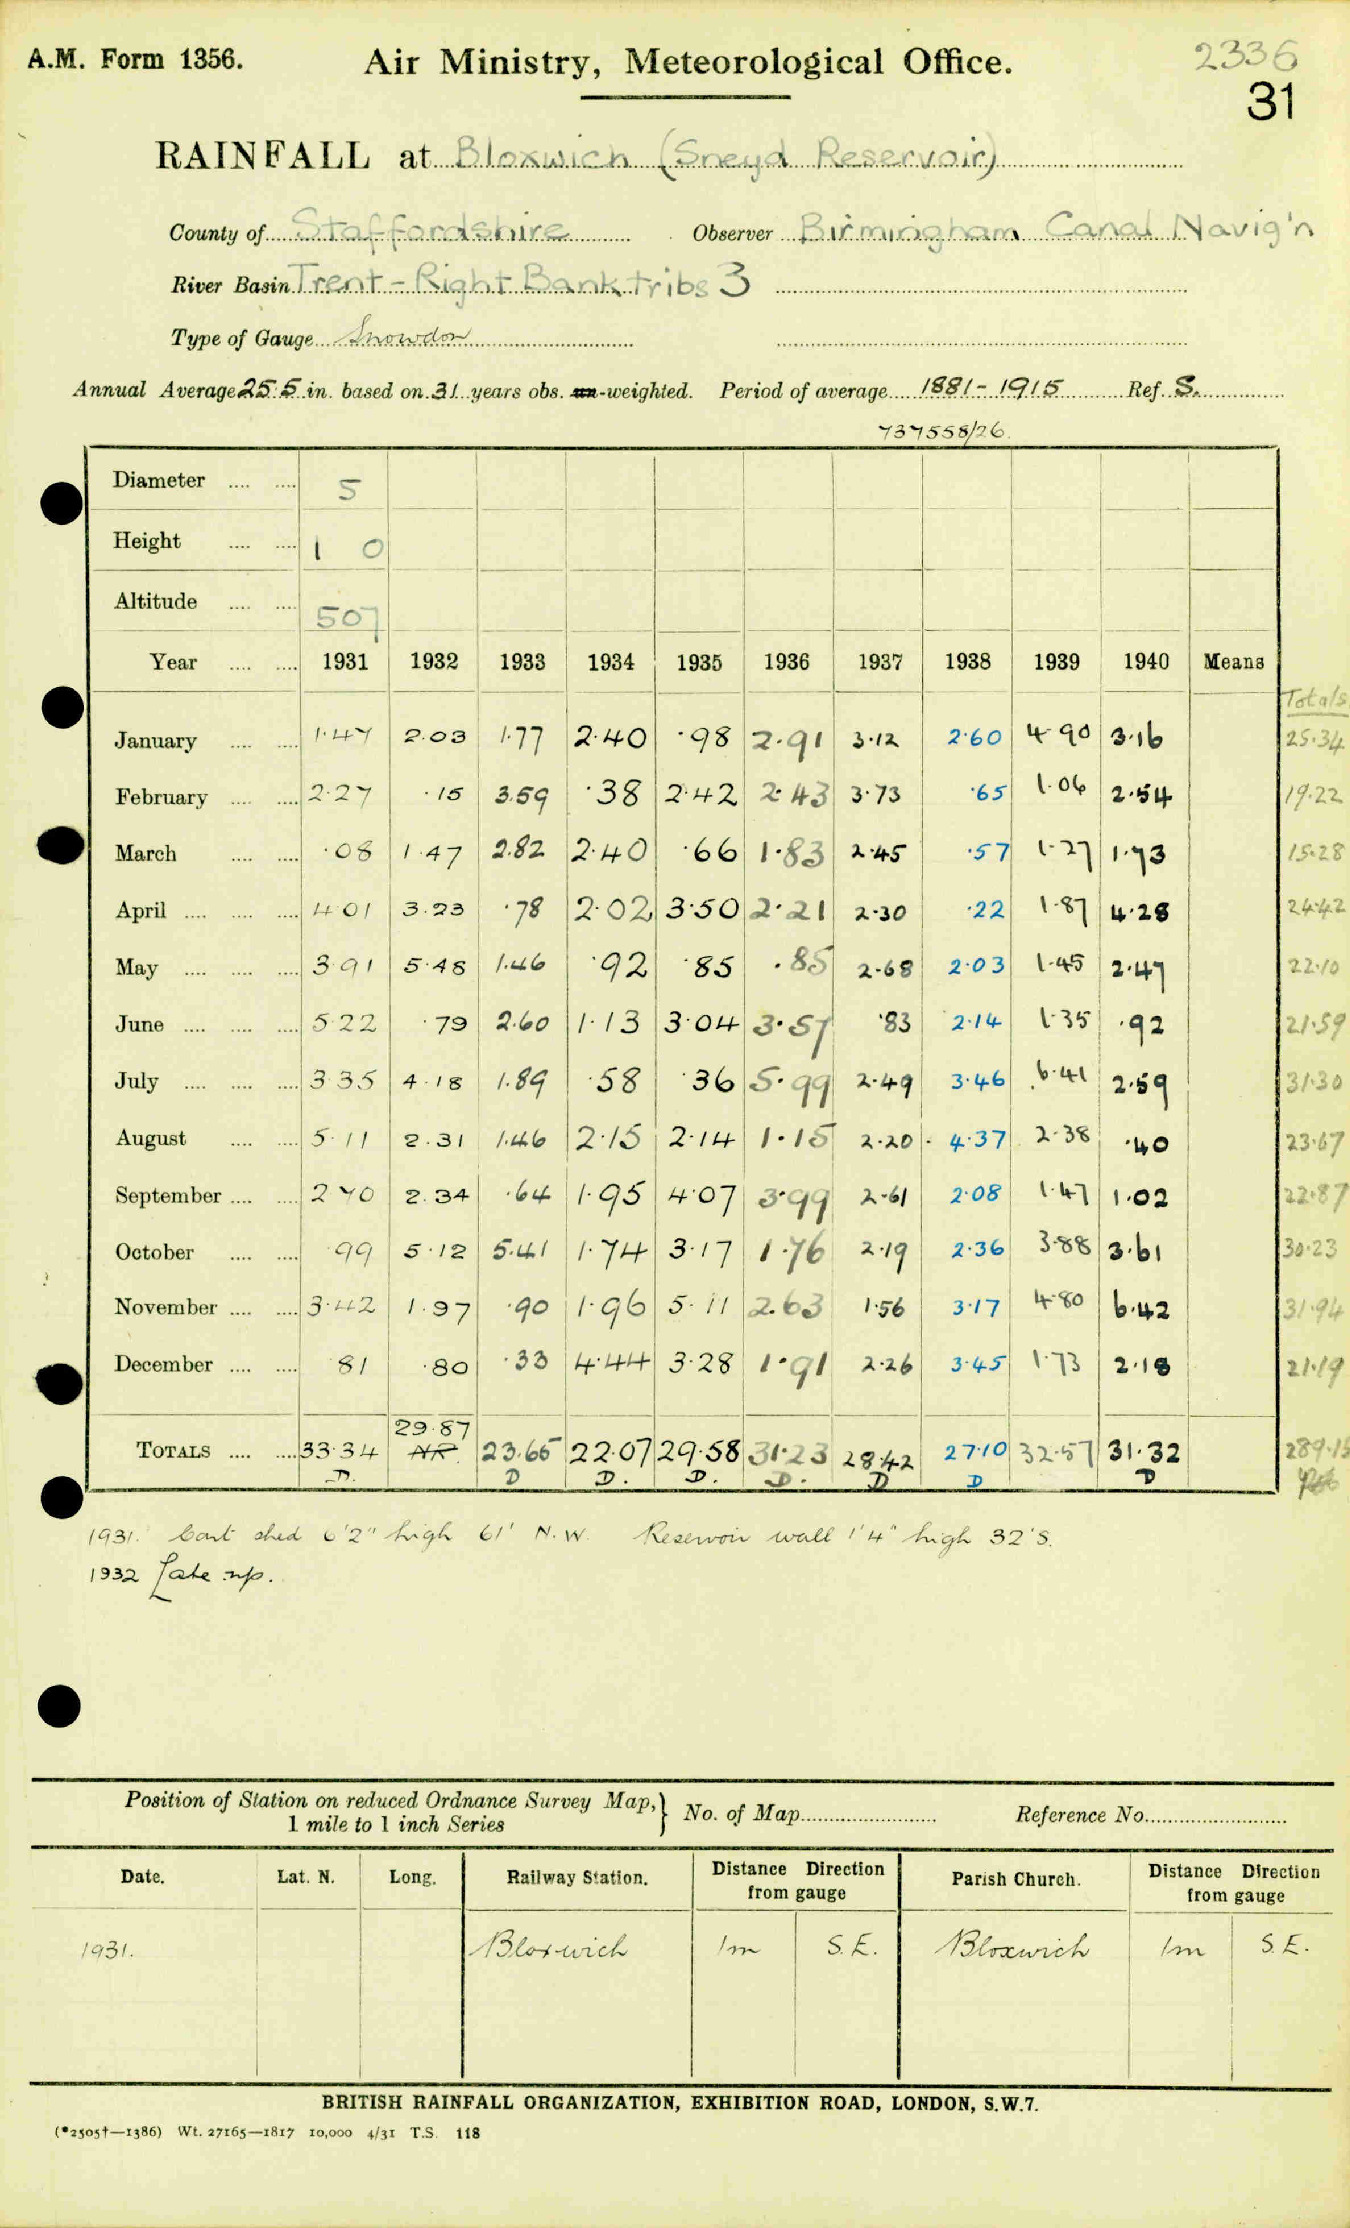 A.M. Form 1356. Air Ministry, Meteorological Office. 2336
31
RAINFALL at Bloxwich (Sneyd Reservoir)
County of Staffordshire Observer Birmingham Canal Navig'n
River Basin Trent - Right Bank tribs 3
Type of Gauge Snowdon
Annual Average 25.5 in. based on 31 years obs. un-weighted. Period of average 1881-1915 Ref. S.
737558/26.
Diameter .... .... 5
Height .... .... 1 0
Altitude .... .... 507
Year .... .... 1931 1932 1933 1934 1935 1936 1937 1938 1939 1940 Means
Totals
January .... .... 1.47 2.03 1.77 2.40 .98 2.91 3.12 2.60 4.90 3.16 25.34
February .... .... 2.27 .15 3.59 .38 2.42 2.43 3.73 .65 1.06 2.54 19.22
March .... .... .08 1.47 2.82 2.40 .66 1.83 2.45 .57 1.27 1.73 15.28
April .... .... .... 4.01 3.23 .78 2.02 3.50 2.21 2.30 .22 1.87 4.28 24.42
May .... .... .... 3.91 5.48 1.46 .92 .85 .85 2.68 2.03 1.45 2.47 22.10
June .... .... .... 5.22 .79 2.60 1.13 3.04 3.57 .83 2.14 1.35 .92 21.59
July .... .... .... 3.35 4.18 1.89 .58 .36 5.99 2.49 3.46 6.41 2.59 31.30
August .... .... 5.11 2.31 1.46 2.15 2.14 1.15 2.20 4.37 2.38 .40 23.67
September .... .... 2.70 2.34 .64 1.95 4.07 3.99 2.61 2.08 1.47 1.02 22.87
October .... .... .99 5.12 5.41 1.74 3.17 1.76 2.19 2.36 3.88 3.61 30.23
November .... .... 3.42 1.97 .90 1.96 5.11 2.63 1.56 3.17 4.80 6.42 31.94
December .... .... .81 .80 .33 4.44 3.28 1.91 2.26 3.45 1.73 2.18 21.19
29.87
TOTALS .... .... 33.34 NR 23.65 22.07 29.58 31.23 28.42 27.10 32.57 31.32 289.15
D. D D. D. D. D D D
1931. Cart shed 6'2" high 61' N.W. Reservoir wall 1'4" high 32'S.
1932 Late up.
Position of Station on reduced Ordnance Survey Map, 1 mile to 1 inch Series } No. of Map Reference No.
Date. Lat. N. Long. Railway Station. Distance Direction from gauge Parish Church. Distance Direction from gauge
1931. Bloxwich 1m S.E. Bloxwich 1m S.E.
BRITISH RAINFALL ORGANIZATION, EXHIBITION ROAD, LONDON, S.W.7.
(*2505†—1386) Wt. 27165—1817 10,000 4/31 T.S. 118